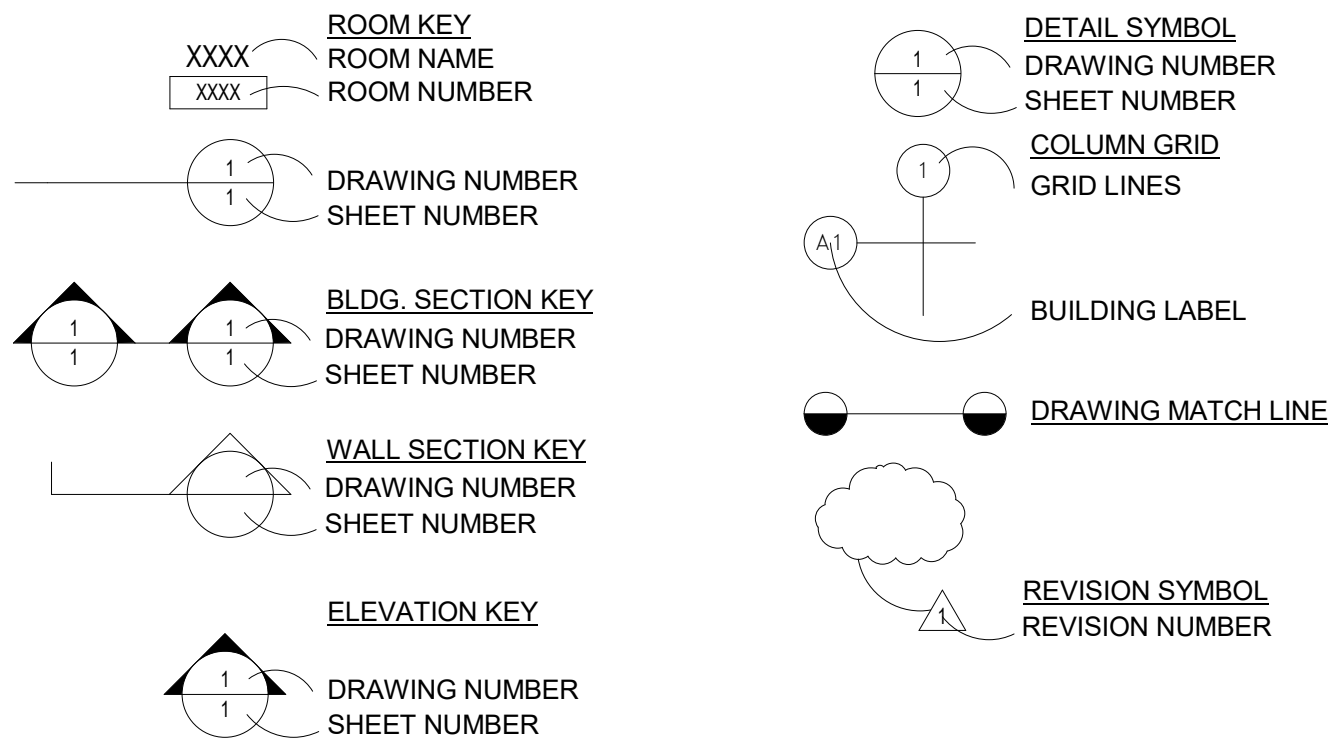 ROOM KEY
XXXX ROOM NAME
XXXX ROOM NUMBER
1 DRAWING NUMBER
1 SHEET NUMBER
BLDG. SECTION KEY
1 1 DRAWING NUMBER
1 1 SHEET NUMBER
WALL SECTION KEY
DRAWING NUMBER
SHEET NUMBER
ELEVATION KEY
1 DRAWING NUMBER
1 SHEET NUMBER
DETAIL SYMBOL
1 DRAWING NUMBER
1 SHEET NUMBER
COLUMN GRID
1 GRID LINES
A1
BUILDING LABEL
DRAWING MATCH LINE
REVISION SYMBOL
1 REVISION NUMBER